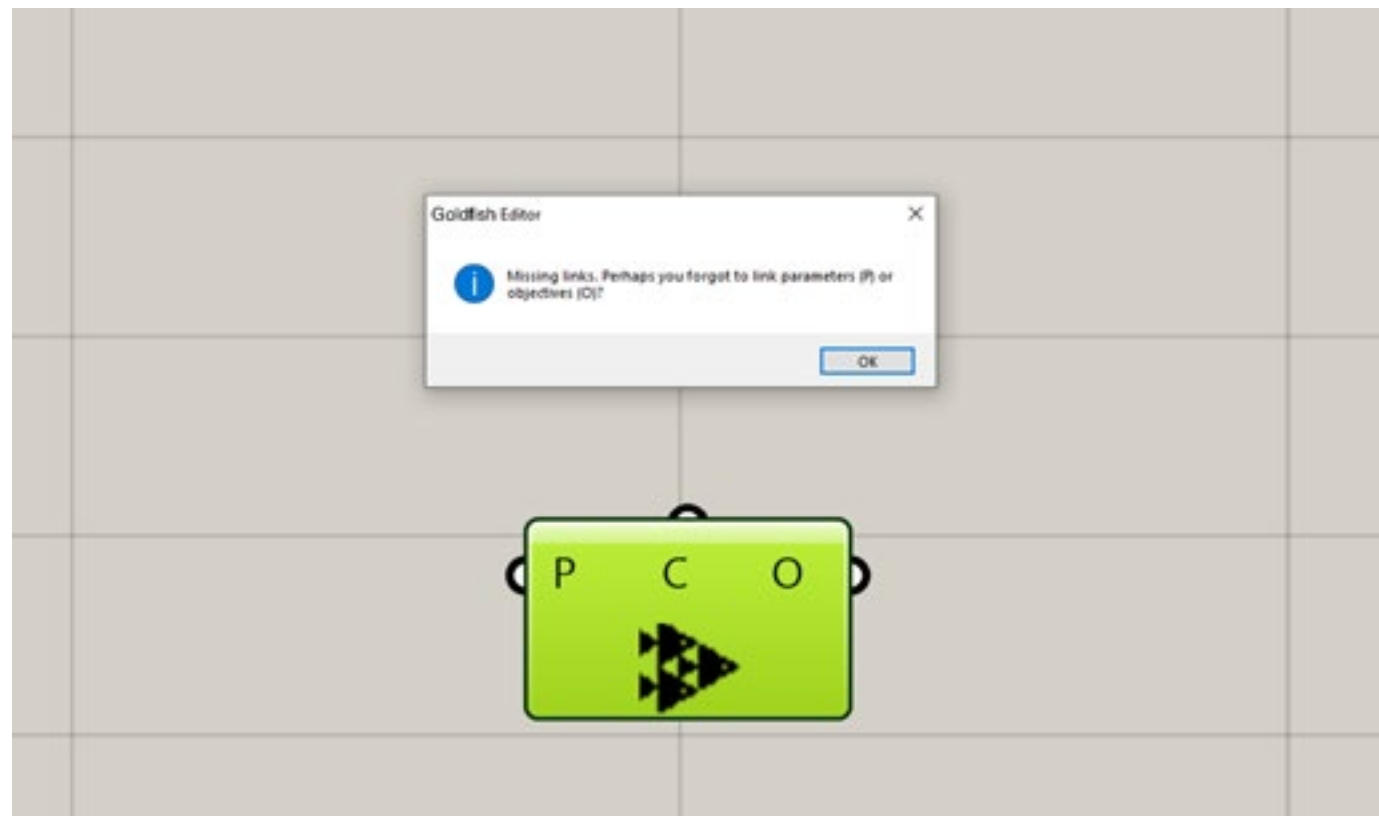 Goldfish Editor
Missing links. Perhaps you forgot to link parameters (P) or
objectives (O)?
OK
P C O